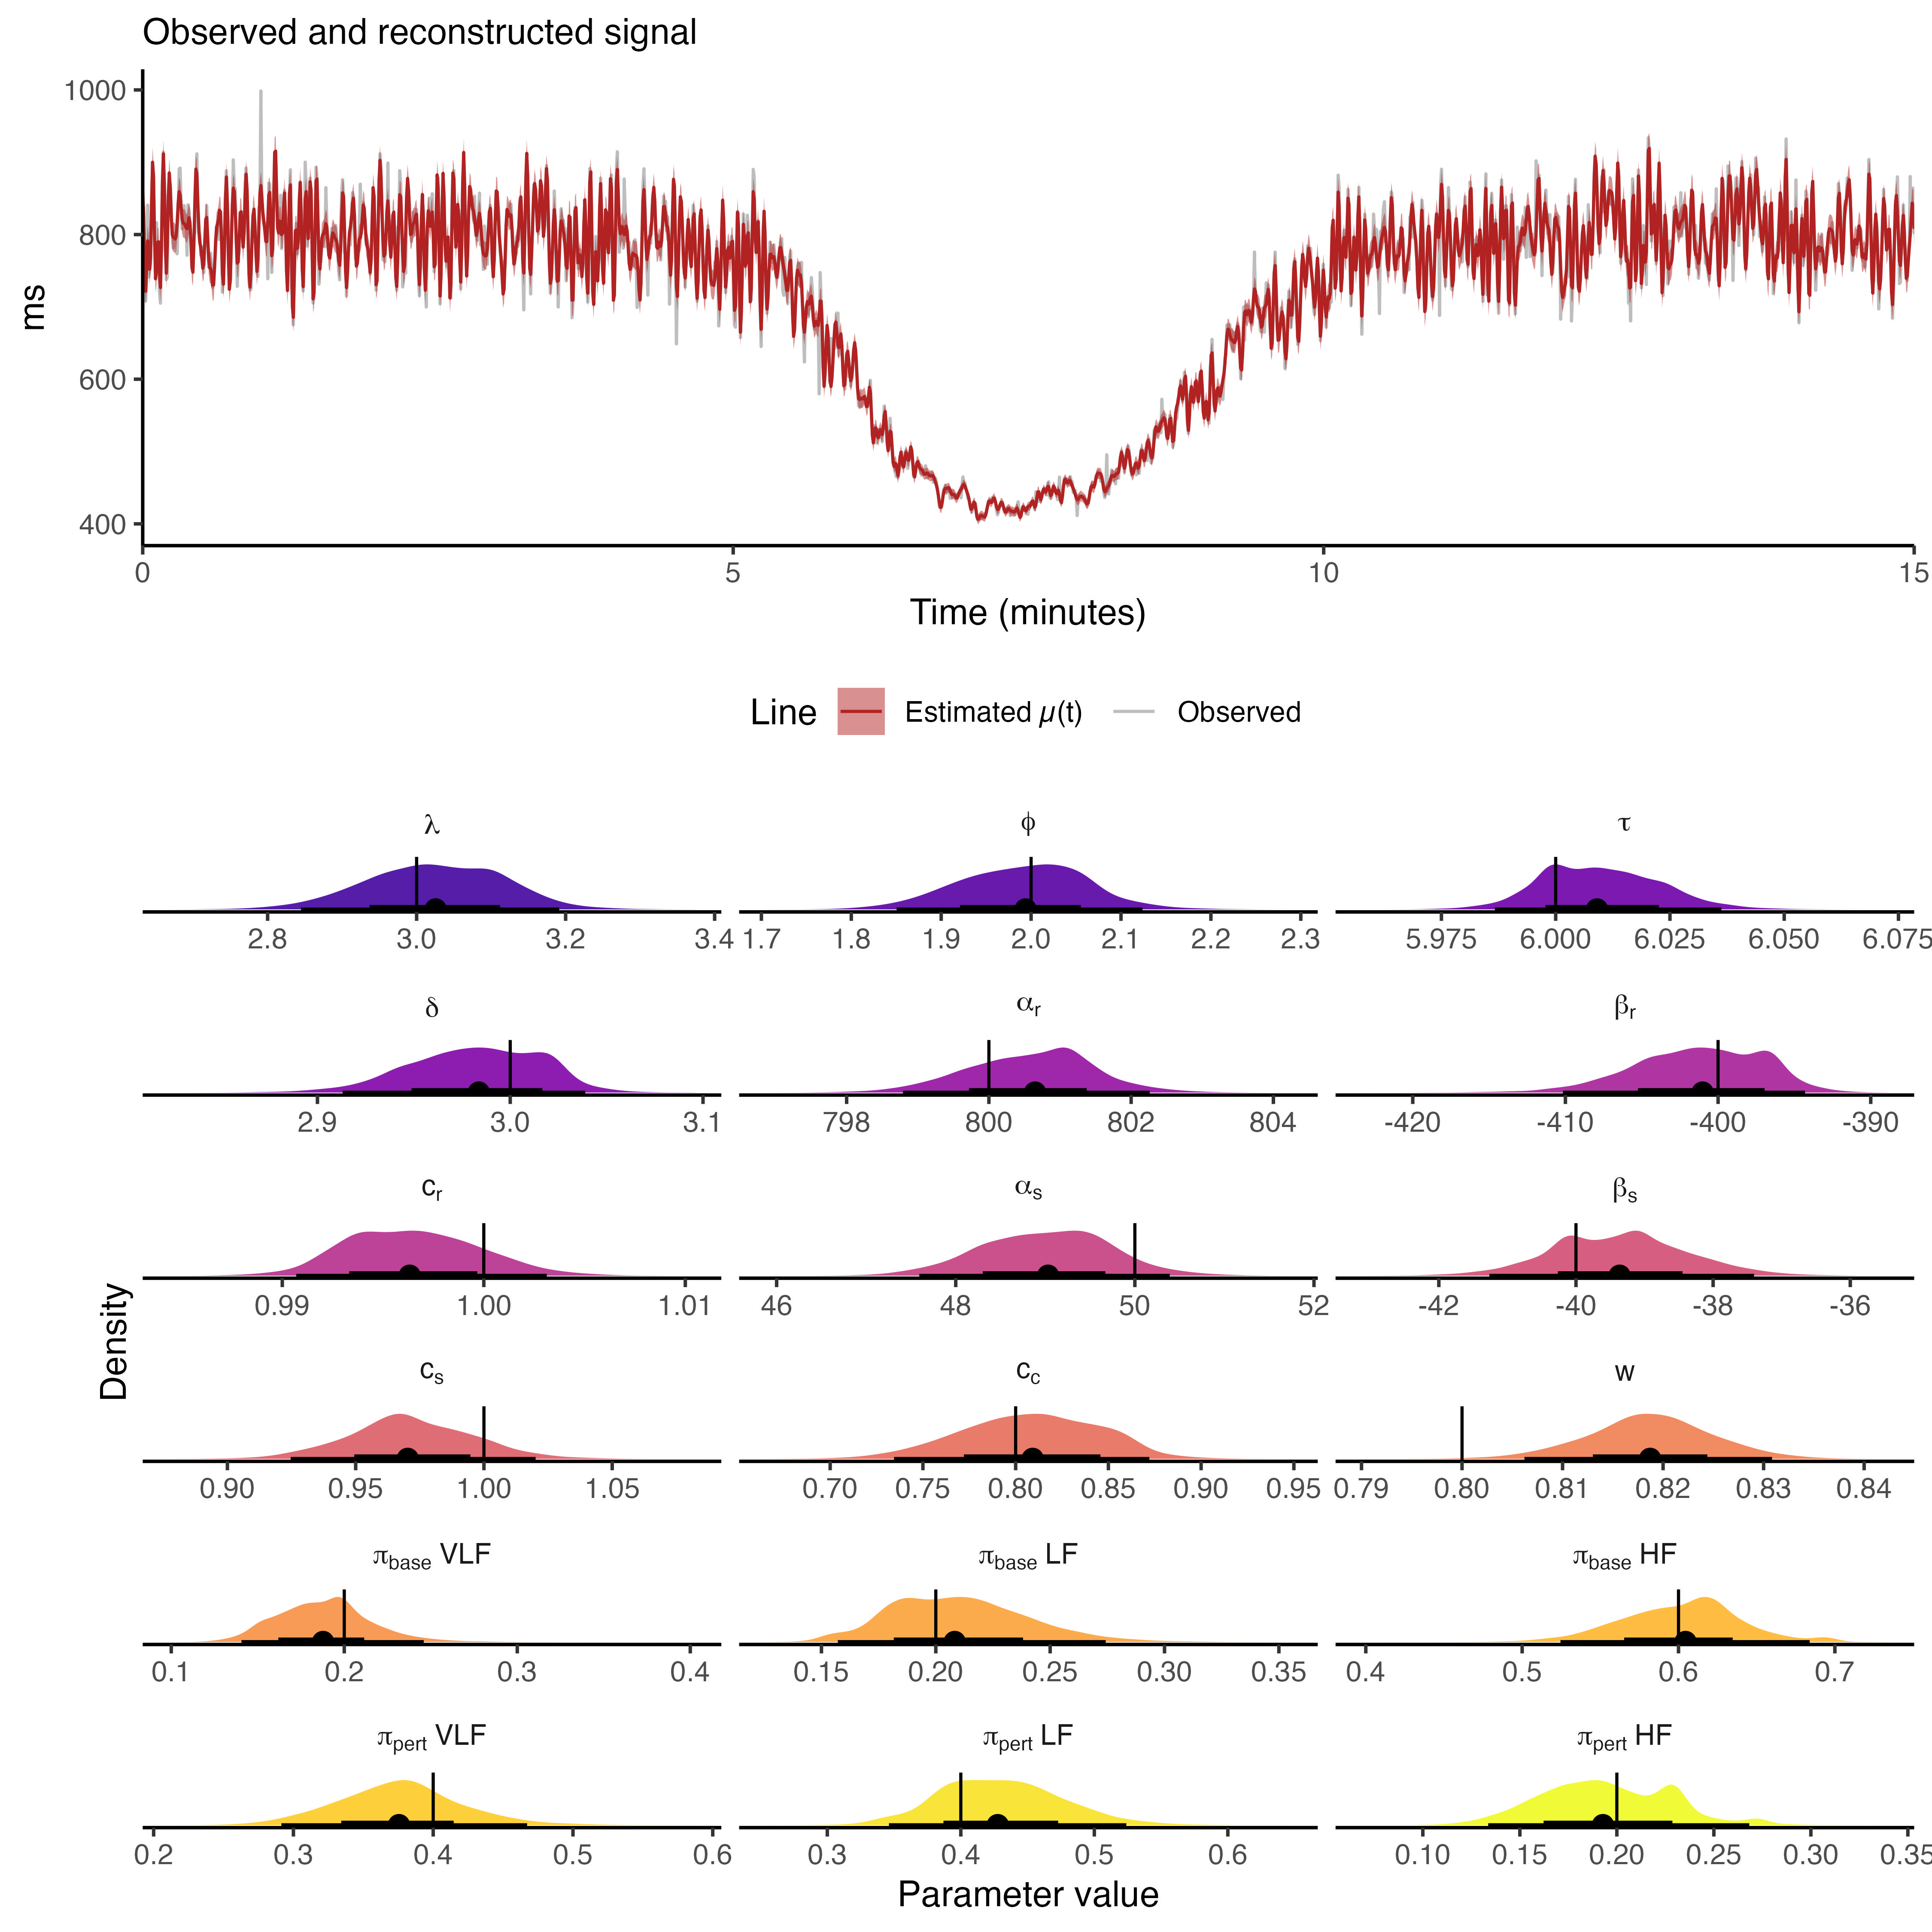 Observed and reconstructed signal
1000
800
600
400
ms
0 5 10 15
Time (minutes)
Line Estimated μ(t) Observed
λ ϕ τ
2.8 3.0 3.2 3.4 1.7 1.8 1.9 2.0 2.1 2.2 2.3 5.975 6.000 6.025 6.050 6.075
δ αr βr
2.9 3.0 3.1 798 800 802 804 -420 -410 -400 -390
cr αs βs
0.99 1.00 1.01 46 48 50 52 -42 -40 -38 -36
Density
cs cc w
0.90 0.95 1.00 1.05 0.70 0.75 0.80 0.85 0.90 0.95 0.79 0.80 0.81 0.82 0.83 0.84
πbase VLF πbase LF πbase HF
0.1 0.2 0.3 0.4 0.15 0.20 0.25 0.30 0.35 0.4 0.5 0.6 0.7
πpert VLF πpert LF πpert HF
0.2 0.3 0.4 0.5 0.6 0.3 0.4 0.5 0.6 0.10 0.15 0.20 0.25 0.30 0.35
Parameter value